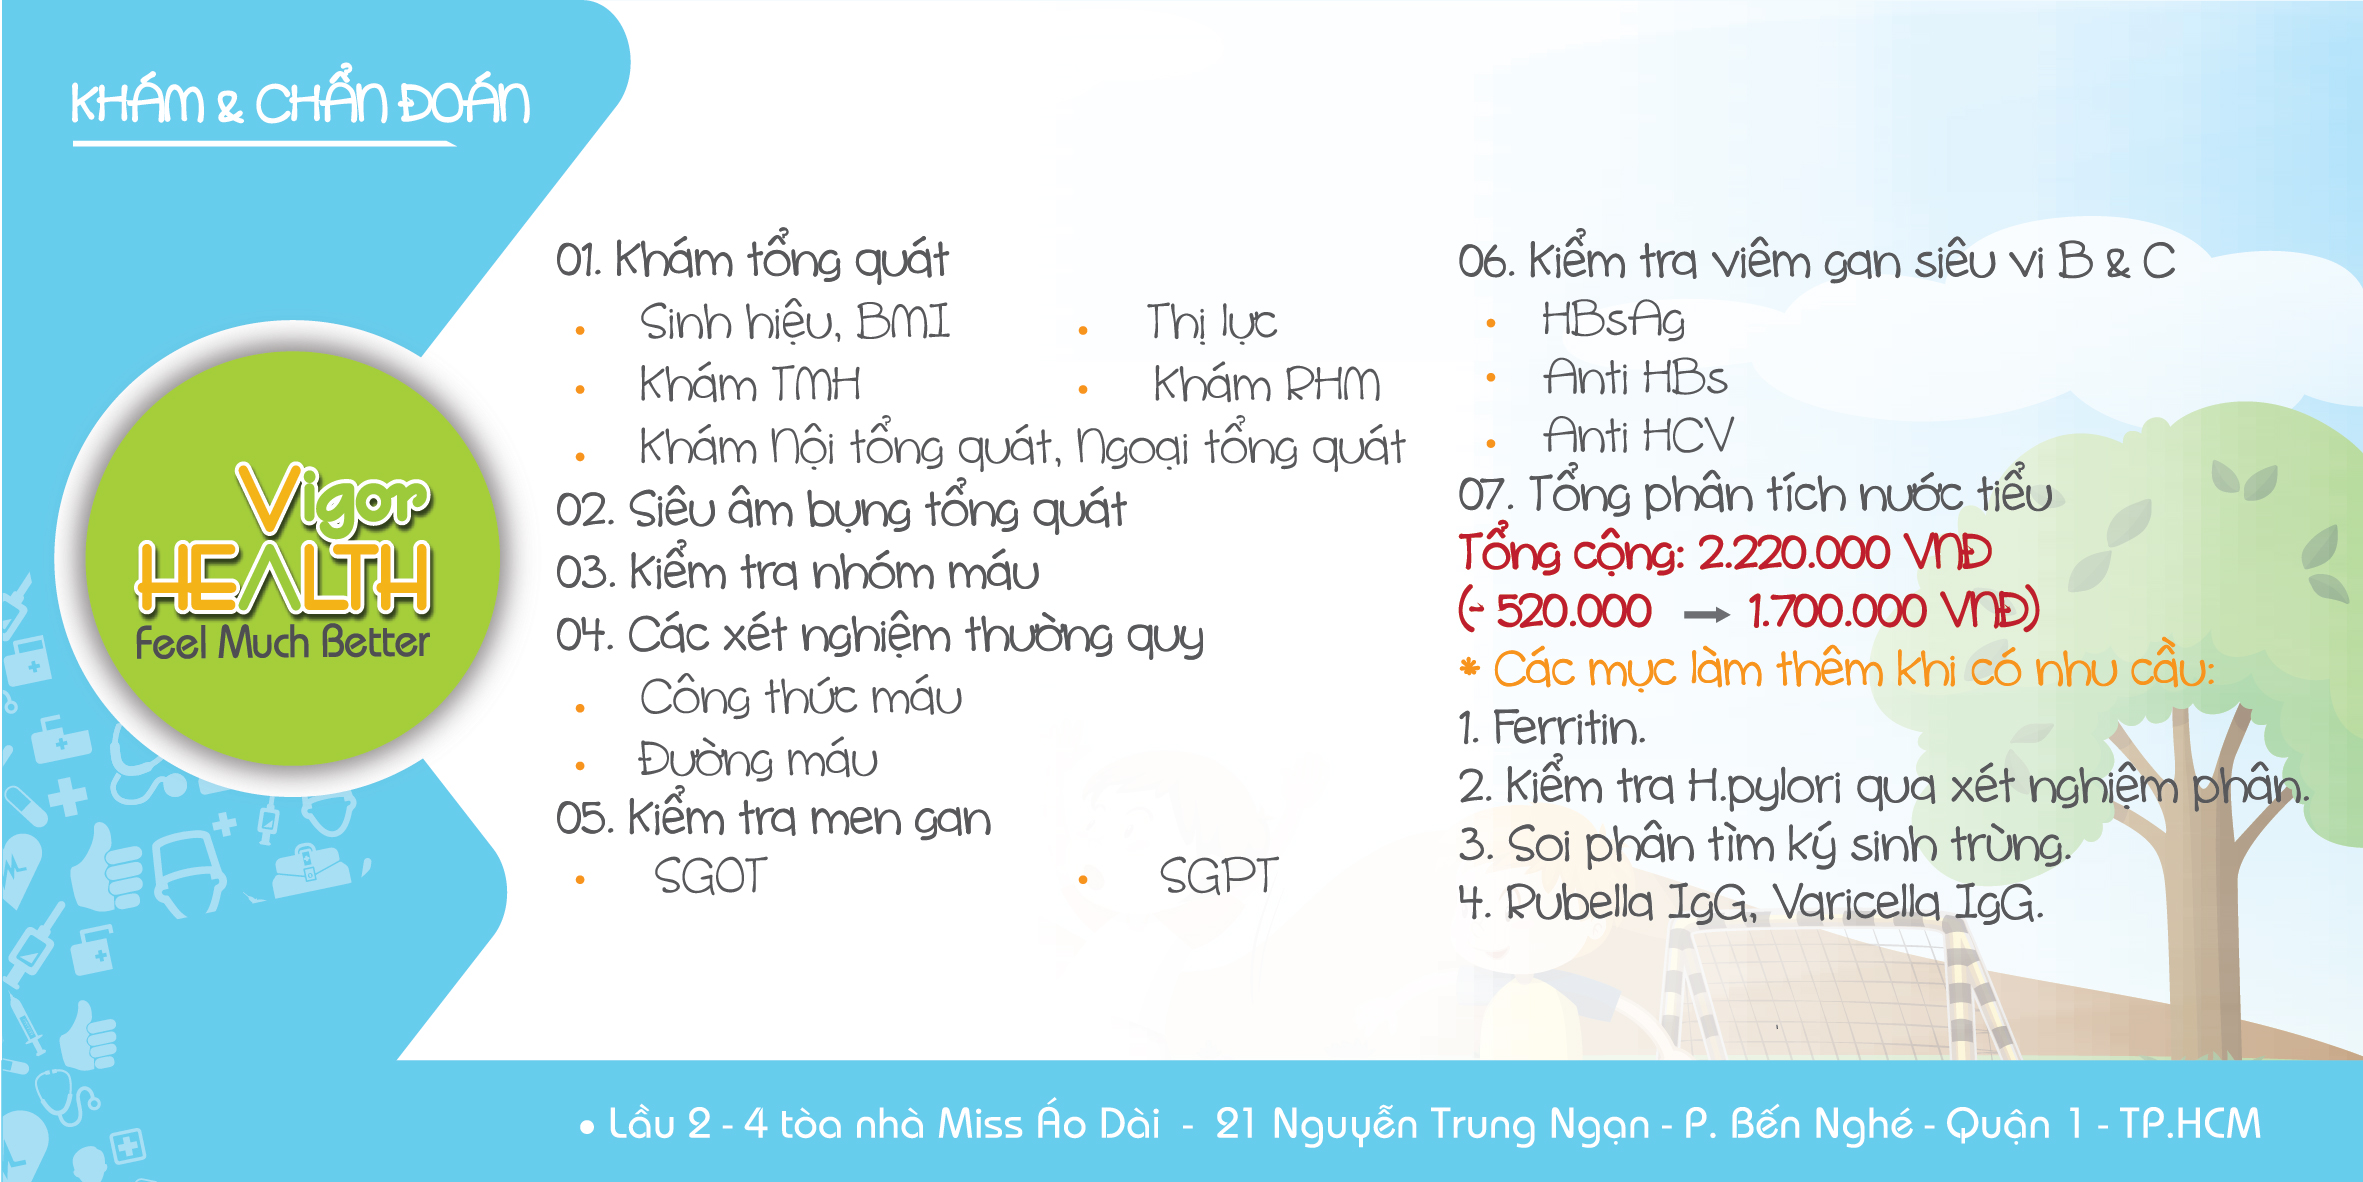 KHÁM & CHẨN ĐOÁN
Vigor
HEALTH
Feel Much Better
01. Khám tổng quát
• Sinh hiệu, BMI
• Thị lực
• Khám TMH
• Khám RHM
• Khám Nội tổng quát, Ngoại tổng quát
02. Siêu âm bụng tổng quát
03. Kiểm tra nhóm máu
04. Các xét nghiệm thường quy
• Công thức máu
• Đường máu
05. Kiểm tra men gan
• SGOT
• SGPT
06. Kiểm tra viêm gan siêu vi B & C
• HBsAg
• Anti HBs
• Anti HCV
07. Tổng phân tích nước tiểu
Tổng cộng: 2.220.000 VNĐ
(- 520.000 → 1.700.000 VNĐ)
* Các mục làm thêm khi có nhu cầu:
1. Ferritin.
2. Kiểm tra H.pylori qua xét nghiệm phân.
3. Soi phân tìm ký sinh trùng.
4. Rubella IgG, Varicella IgG.
• Lầu 2 - 4 tòa nhà Miss Áo Dài - 21 Nguyễn Trung Ngạn - P. Bến Nghé - Quận 1 - TP.HCM